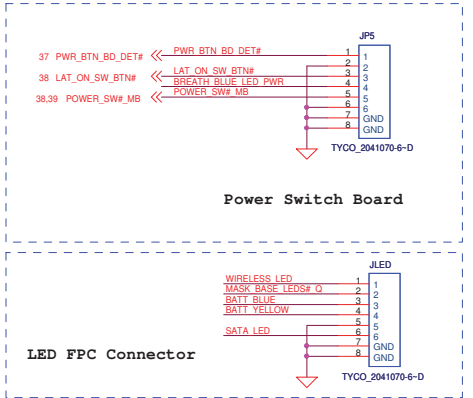 JP5
37 PWR_BTN_BD_DET# PWR_BTN_BD_DET# 1 1
2 2
38 LAT_ON_SW_BTN# LAT_ON_SW_BTN# 3 3
BREATH_BLUE_LED_PWR 4 4
38,39 POWER_SW#_MB POWER_SW#_MB 5 5
6 6
7 GND
8 GND
TYCO_2041070-6~D
Power Switch Board
JLED
WIRELESS_LED 1 1
MASK_BASE_LEDS#_Q 2 2
BATT_BLUE 3 3
BATT_YELLOW 4 4
5 5
SATA_LED 6 6
7 GND
8 GND
LED FPC Connector
TYCO_2041070-6~D